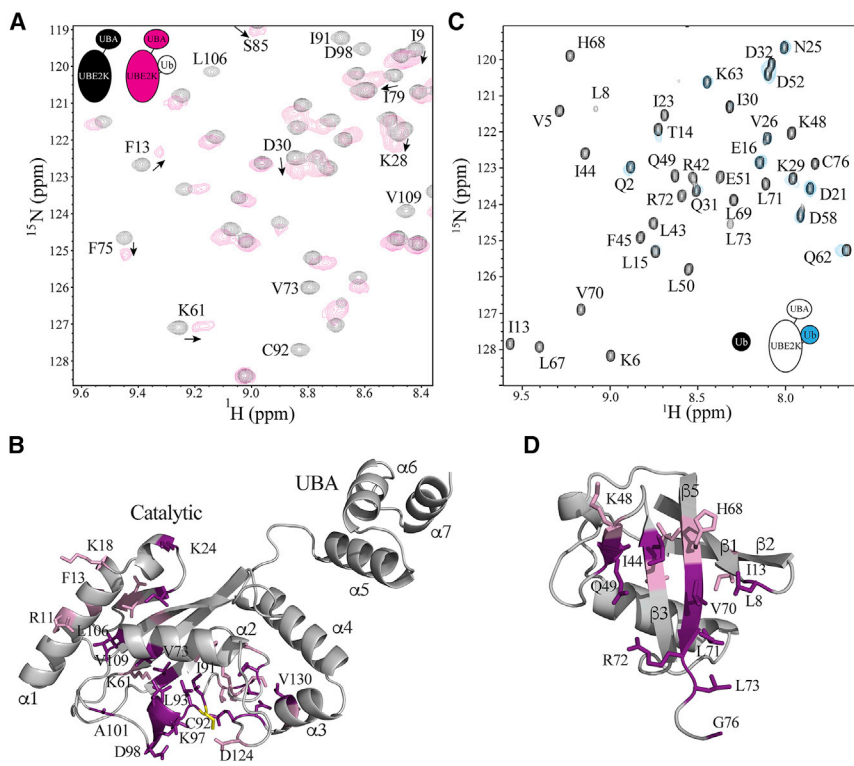 A
UBA
UBA
UBE2K
UBE2K
Ub
S85
I91
D98
I9
L106
I79
F13
D30
K28
V109
F75
V73
K61
C92
119
120
121
122
123
124
125
126
127
128
15N (ppm)
9.6 9.4 9.2 9.0 8.8 8.6 8.4
1H (ppm)
C
H68
N25
D32
K63
D52
L8
V5
I23
I30
T14
V26
K48
I44
E16
Q49
R42
K29
C76
Q2
E51
R72
Q31
L69
L71
D21
L43
L73
D58
F45
L15
Q62
L50
V70
UBA
I13
Ub
UBE2K
Ub
L67
K6
120
121
122
123
124
125
126
127
128
15N (ppm)
9.5 9.0 8.5 8.0
1H (ppm)
B
UBA
α6
α7
Catalytic
K18
K24
F13
α5
R11
L106
α2
α4
V109
V73
I91
K61
V130
α1
L93
A101
C92
α3
K97
D98
D124
D
K48
β5
H68
β1
β2
I44
I13
Q49
L8
β3
V70
R72
L71
L73
G76